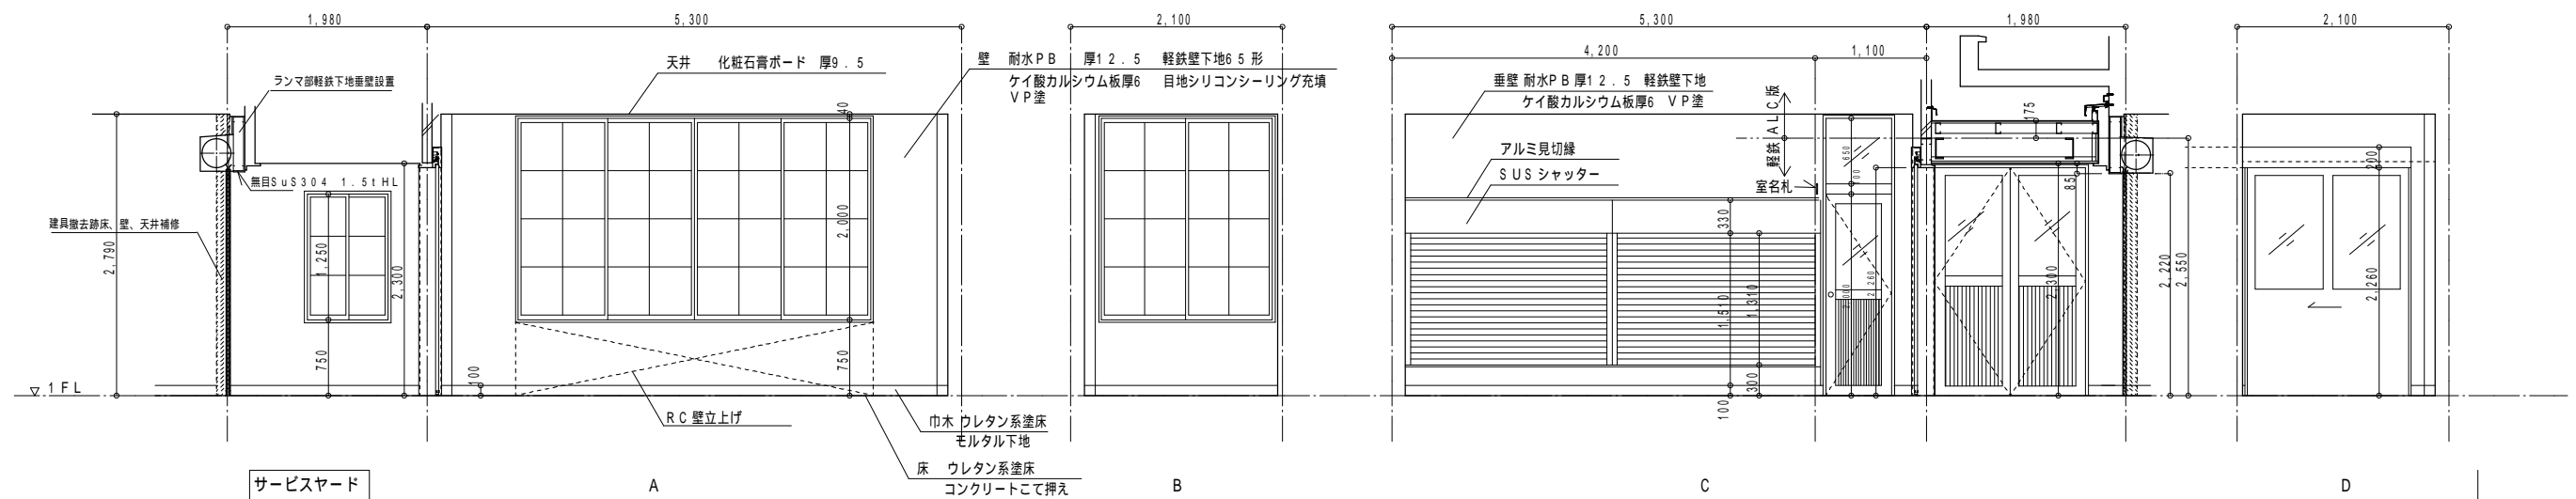 1,980
5,300
2,100
5,300
1,980
2,100
4,200
1,100
天井 化粧石膏ボード 厚9.5
壁 耐水PB 厚12.5 軽鉄壁下地65形
ケイ酸カルシウム板厚6 目地シリコンシーリング充填
VP塗
ランマ部軽鉄下地垂壁設置
垂壁 耐水PB厚12.5 軽鉄壁下地
ケイ酸カルシウム板厚6 VP塗
軽鉄 ALC版
175
40
アルミ見切縁
SUSシャッター
室名札
無目SuS304 1.5tHL
建具撤去跡床、壁、天井補修
2,790
1,250
2,300
750
100
2,000
750
330
1,510
1,310
300
100
650
2,300
85
2,220
2,550
200
2,260
▽1FL
RC壁立上げ
巾木 ウレタン系塗床
モルタル下地
床 ウレタン系塗床
コンクリートこて押え
サービスヤード
A
B
C
D